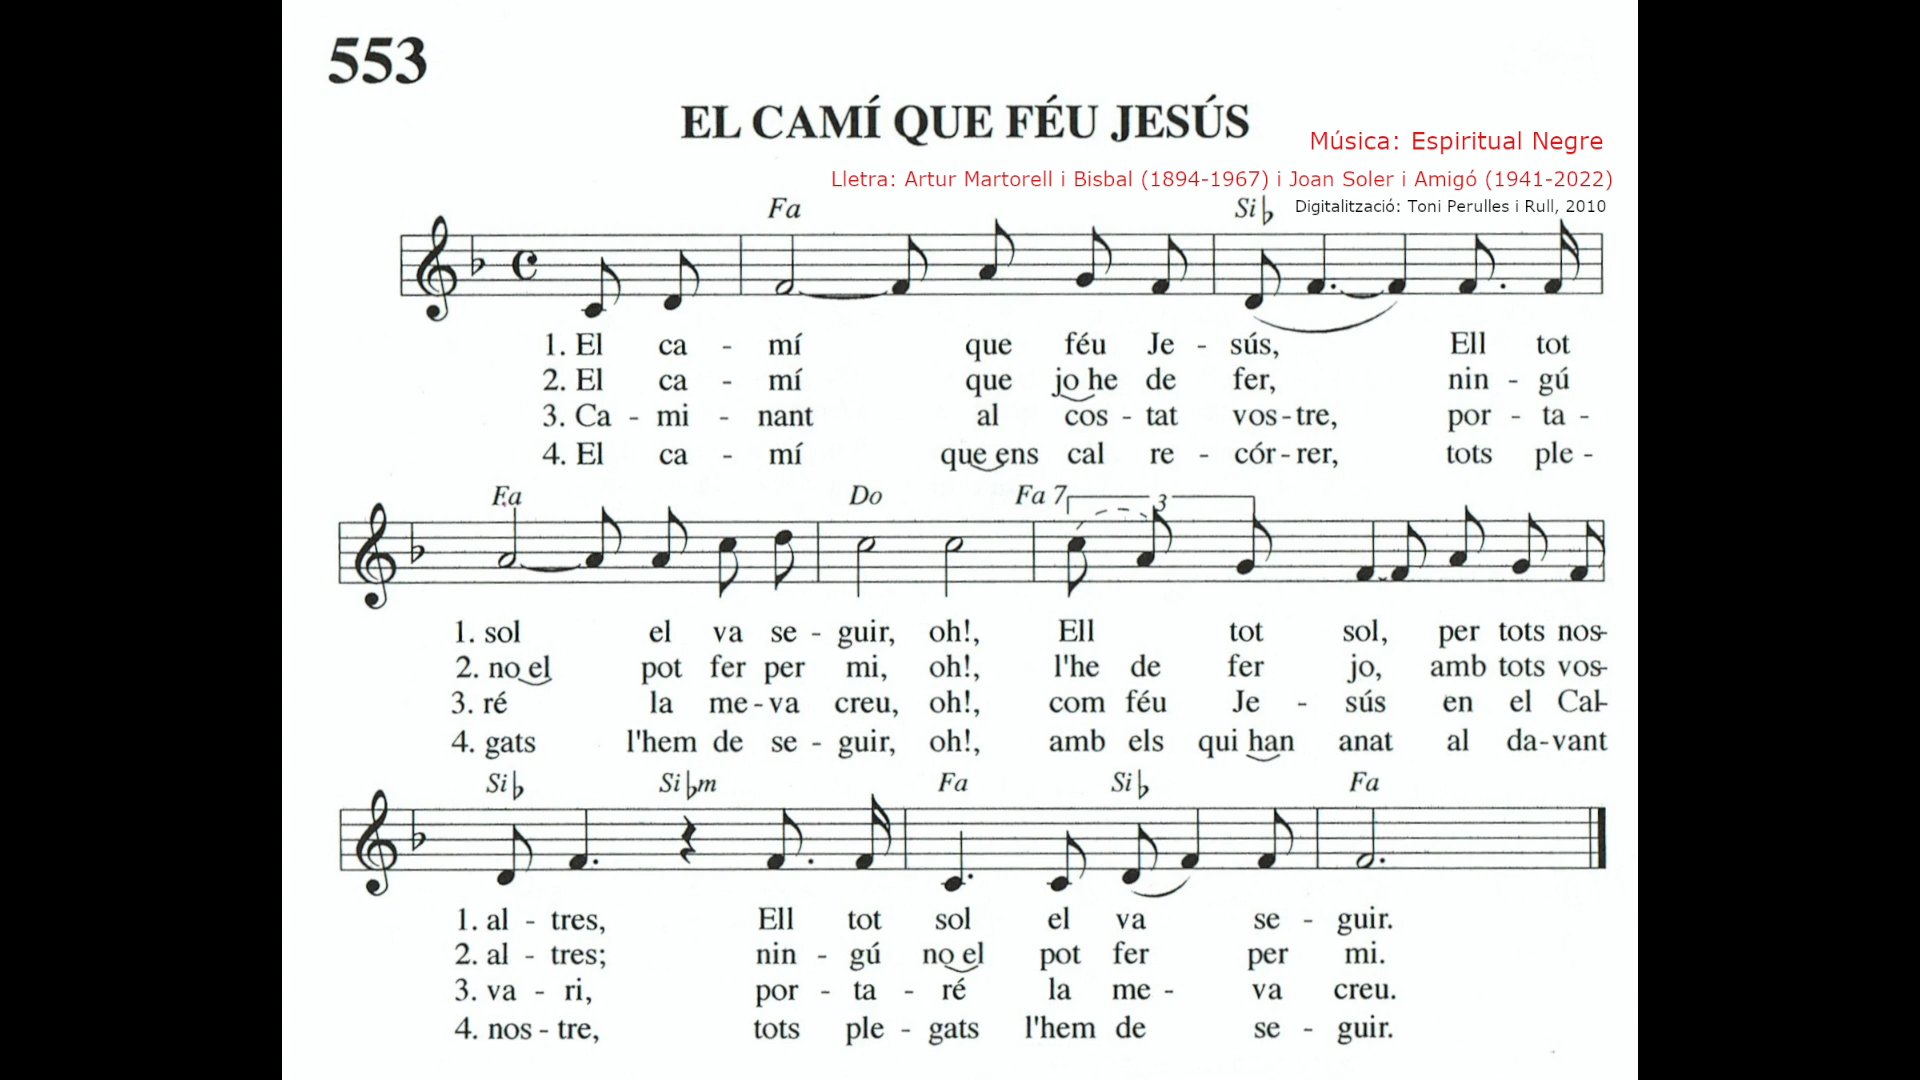 553
EL CAMÍ QUE FÉU JESÚS
Música: Espiritual Negre
Lletra: Artur Martorell i Bisbal (1894-1967) i Joan Soler i Amigó (1941-2022)
Digitalització: Toni Perulles i Rull, 2010
Fa Si♭
1. El ca - mí que féu Je - sús, Ell tot
2. El ca - mí que jo he de fer, nin - gú
3. Ca - mi - nant al cos - tat vos - tre, por - ta -
4. El ca - mí que ens cal re - cór - rer, tots ple -
Fa Do Fa 7 3
1. sol el va se - guir, oh!, Ell tot sol, per tots nos-
2. no el pot fer per mi, oh!, l'he de fer jo, amb tots vos-
3. ré la me - va creu, oh!, com féu Je - sús en el Cal-
4. gats l'hem de se - guir, oh!, amb els qui han anat al da-vant
Si♭ Si♭m Fa Si♭ Fa
1. al - tres, Ell tot sol el va se - guir.
2. al - tres; nin - gú no el pot fer per mi.
3. va - ri, por - ta - ré la me - va creu.
4. nos - tre, tots ple - gats l'hem de se - guir.